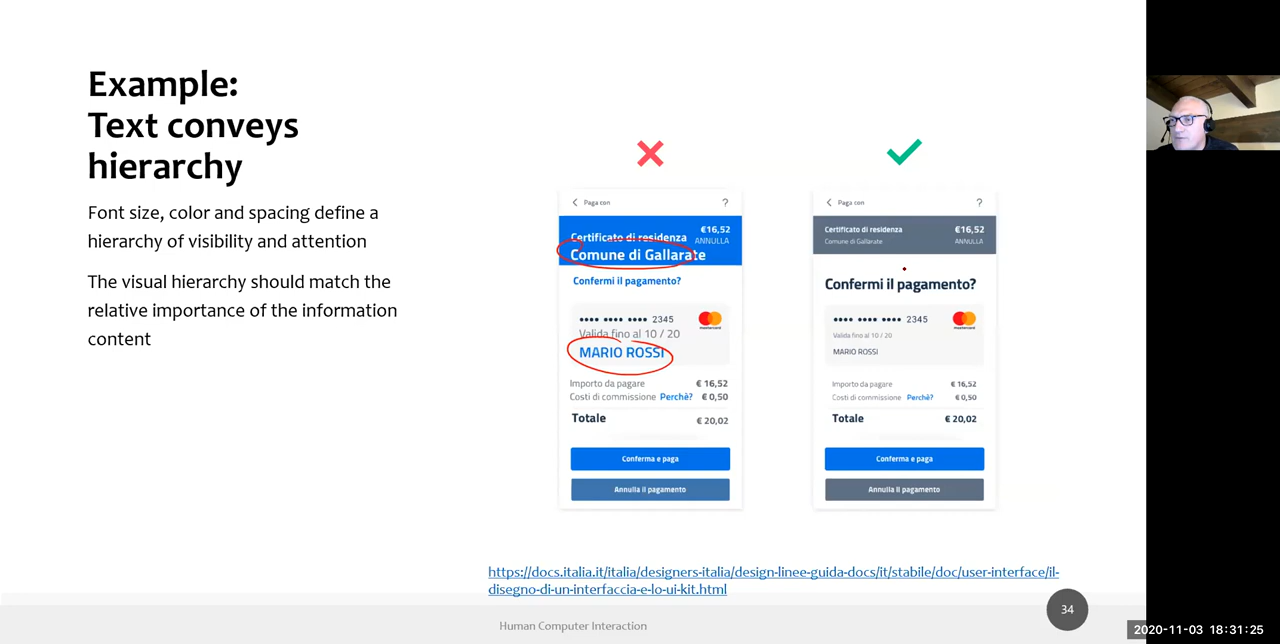 Example:
Text conveys
hierarchy
Font size, color and spacing define a
hierarchy of visibility and attention
The visual hierarchy should match the
relative importance of the information
content
Paga con ?
Certificato di residenza €16,52
Comune di Gallarate ANNULLA
Confermi il pagamento?
•••• •••• •••• 2345
Valida fino al 10 / 20
mastercard
MARIO ROSSI
Importo da pagare € 16,52
Costi di commissione Perchè? € 0,50
Totale € 20,02
Conferma e paga
Annulla il pagamento
Paga con ?
Certificato di residenza €16,52
Comune di Gallarate ANNULLA
Confermi il pagamento?
•••• •••• •••• 2345
Valida fino al 10 / 20
mastercard
MARIO ROSSI
Importo da pagare € 16,52
Costi di commissione Perchè? € 0,50
Totale € 20,02
Conferma e paga
Annulla il pagamento
https://docs.italia.it/italia/designers-italia/design-linee-guida-docs/it/stabile/doc/user-interface/il-
disegno-di-un-interfaccia-e-lo-ui-kit.html
34
Human Computer Interaction
2020-11-03 18:31:25